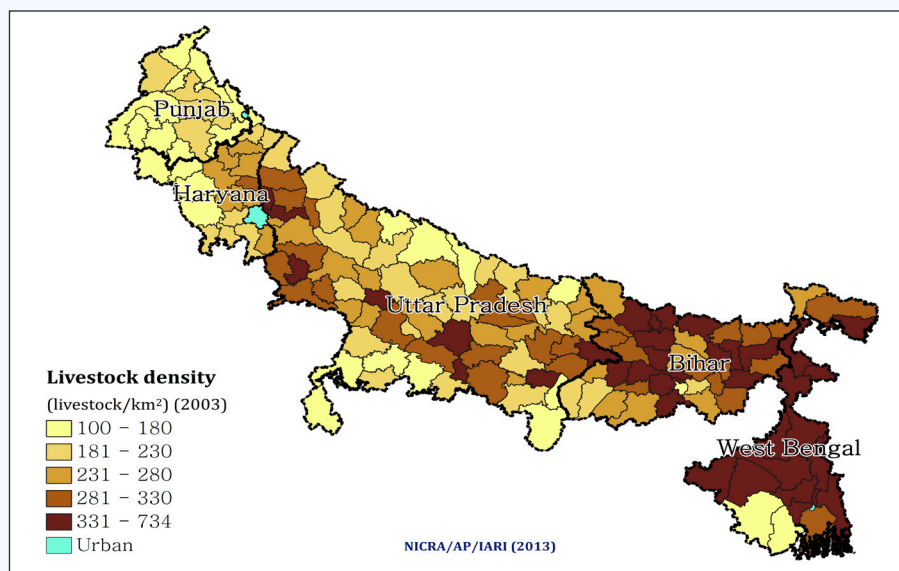 Punjab
Haryana
Uttar Pradesh
Bihar
West Bengal
Livestock density
(livestock/km²) (2003)
100 – 180
181 – 230
231 – 280
281 – 330
331 – 734
Urban
NICRA/AP/IARI (2013)